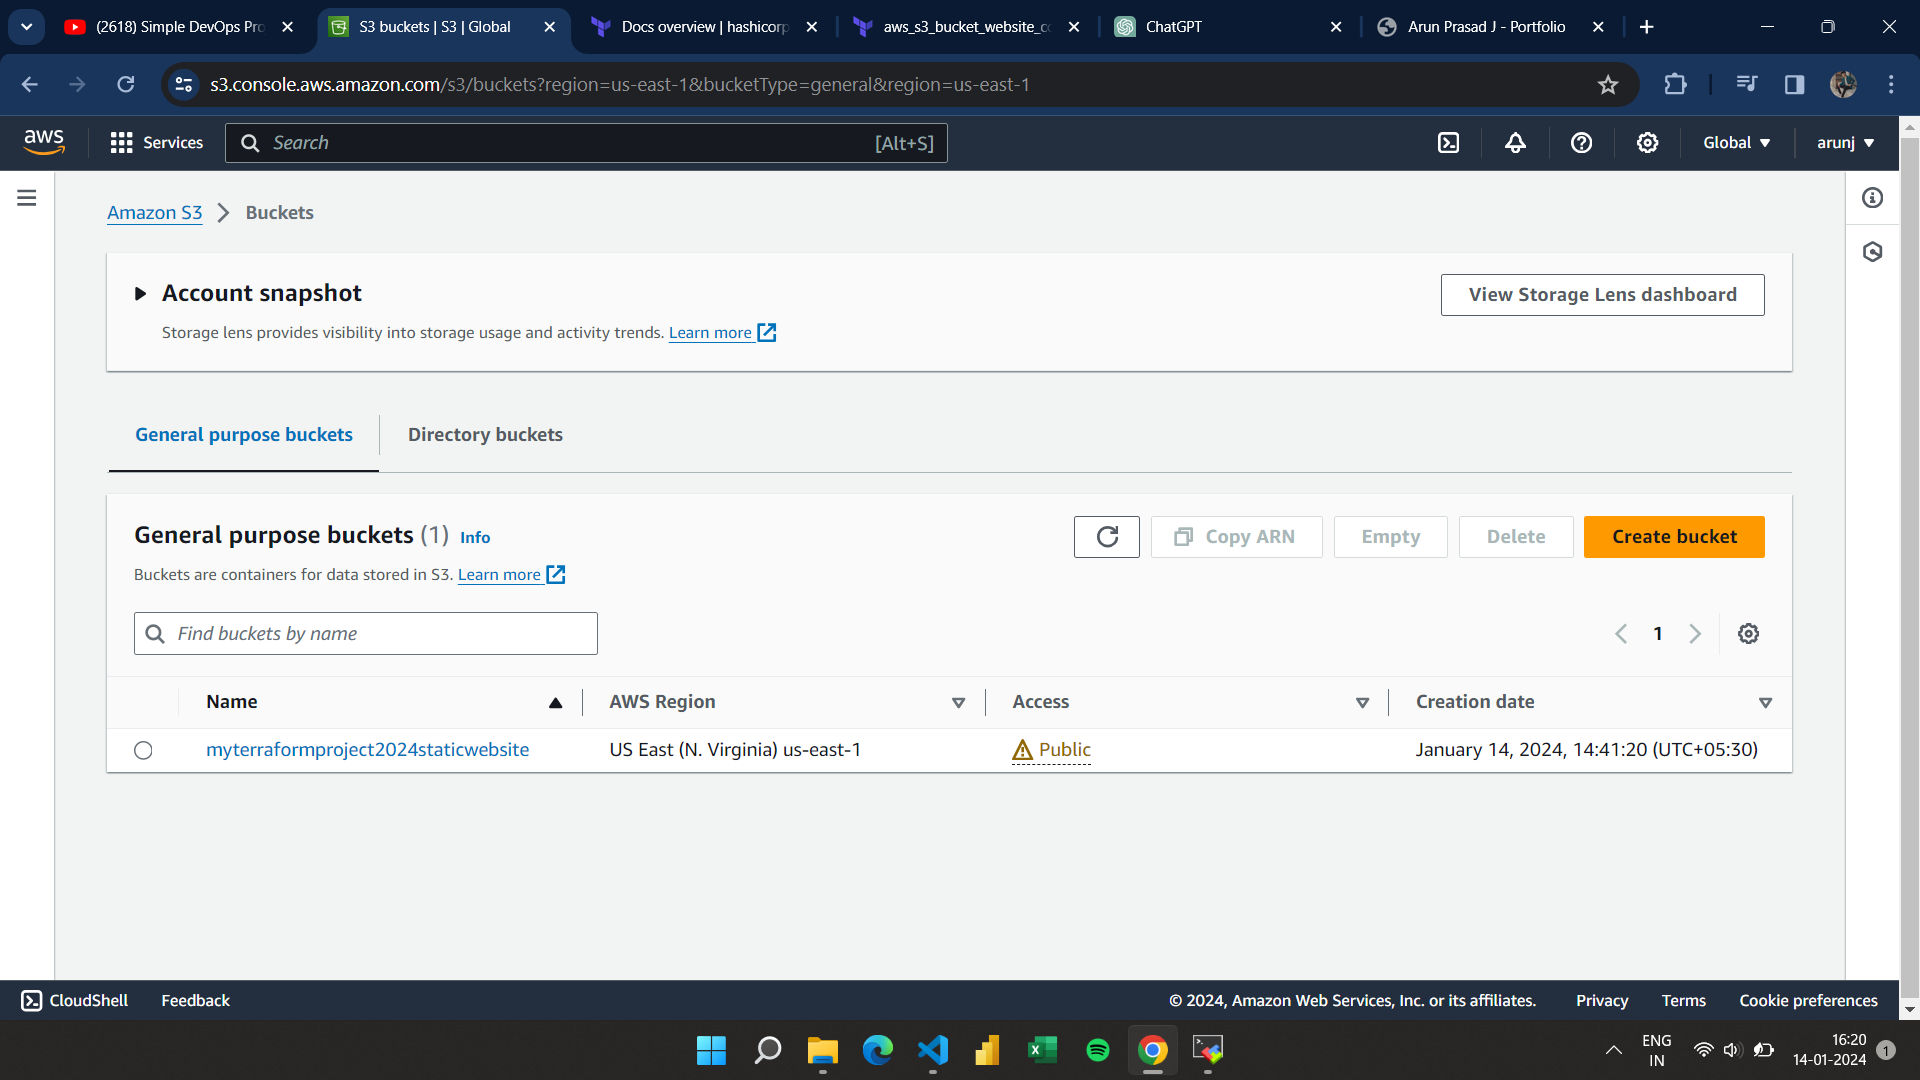 (2618) Simple DevOps Pro
S3 buckets | S3 | Global
Docs overview | hashicorp
aws_s3_bucket_website_co
ChatGPT
Arun Prasad J - Portfolio
s3.console.aws.amazon.com/s3/buckets?region=us-east-1&bucketType=general&region=us-east-1
aws
Services
Search
[Alt+S]
Global
arunj
Amazon S3
Buckets
Account snapshot
View Storage Lens dashboard
Storage lens provides visibility into storage usage and activity trends. Learn more
General purpose buckets
Directory buckets
General purpose buckets (1) Info
Copy ARN
Empty
Delete
Create bucket
Buckets are containers for data stored in S3. Learn more
Find buckets by name
1
Name
AWS Region
Access
Creation date
myterraformproject2024staticwebsite
US East (N. Virginia) us-east-1
Public
January 14, 2024, 14:41:20 (UTC+05:30)
CloudShell
Feedback
© 2024, Amazon Web Services, Inc. or its affiliates.
Privacy
Terms
Cookie preferences
ENG
IN
16:20
14-01-2024
1